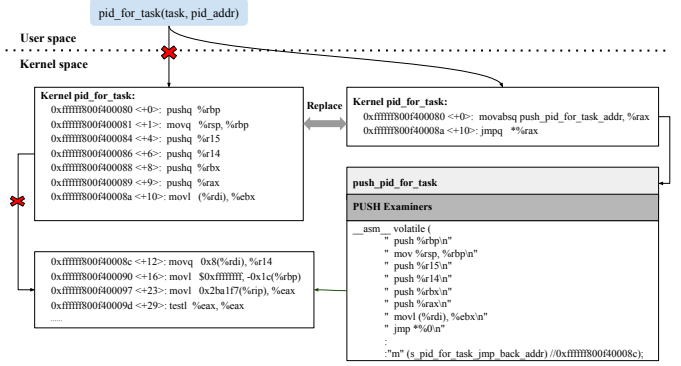 pid_for_task(task, pid_addr)
User space
Kernel space
Kernel pid_for_task:
0xffffff800f400080 <+0>: pushq %rbp
0xffffff800f400081 <+1>: movq %rsp, %rbp
0xffffff800f400084 <+4>: pushq %r15
0xffffff800f400086 <+6>: pushq %r14
0xffffff800f400088 <+8>: pushq %rbx
0xffffff800f400089 <+9>: pushq %rax
0xffffff800f40008a <+10>: movl (%rdi), %ebx
Replace
Kernel pid_for_task:
0xffffff800f400080 <+0>: movabsq push_pid_for_task_addr, %rax
0xffffff800f40008a <+10>: jmpq *%rax
push_pid_for_task
PUSH Examiners
__asm__ volatile (
" push %rbp\n"
" mov %rsp, %rbp\n"
" push %r15\n"
" push %r14\n"
" push %rbx\n"
" push %rax\n"
" movl (%rdi), %ebx\n"
" jmp *%0\n"
:
:"m" (s_pid_for_task_jmp_back_addr) //0xffffff800f40008c);
0xffffff800f40008c <+12>: movq 0x8(%rdi), %r14
0xffffff800f400090 <+16>: movl $0xffffffff, -0x1c(%rbp)
0xffffff800f400097 <+23>: movl 0x2ba1f7(%rip), %eax
0xffffff800f40009d <+29>: testl %eax, %eax
......